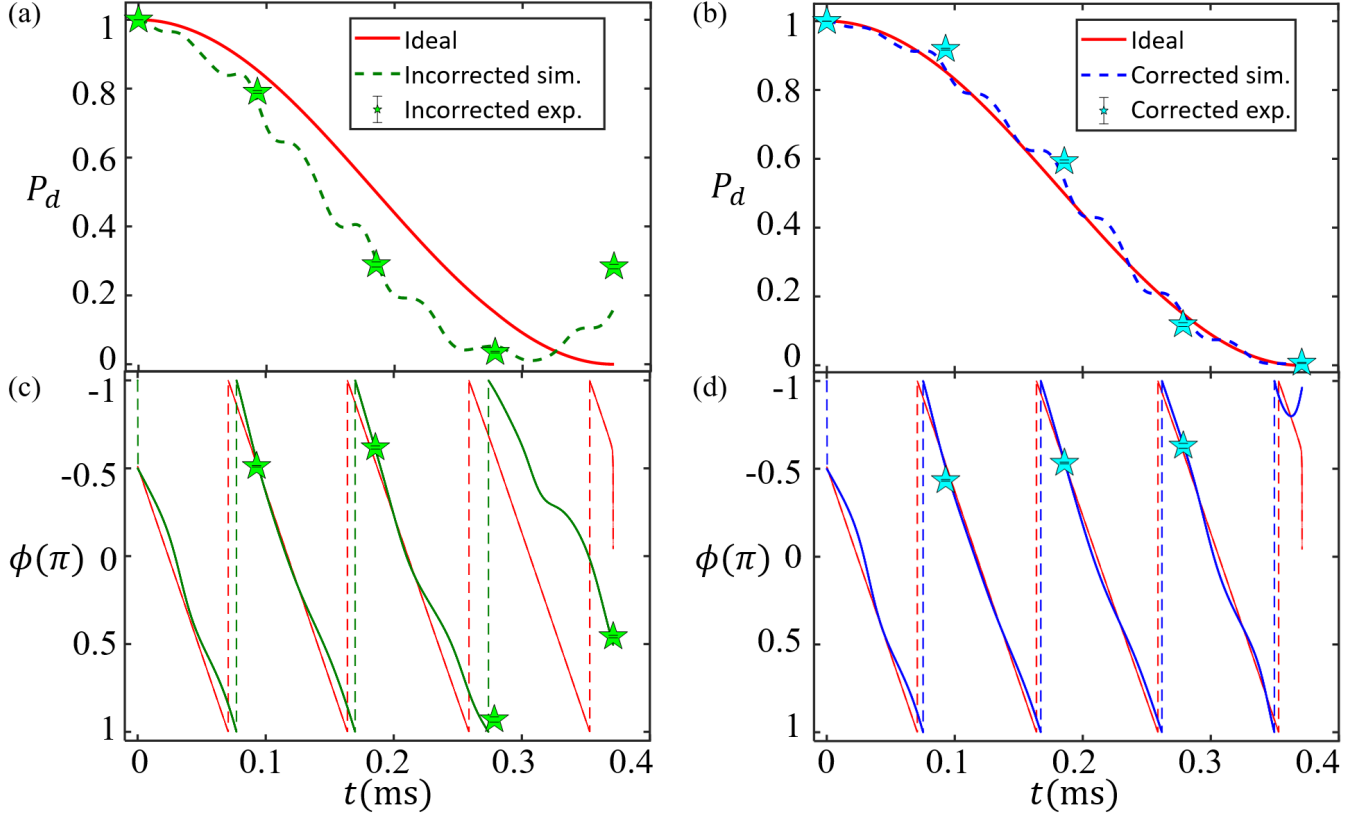 (a)
1
0.8
0.6
P_d
0.4
0.2
0
Ideal
Incorrected sim.
Incorrected exp.
(b)
1
0.8
0.6
P_d
0.4
0.2
0
Ideal
Corrected sim.
Corrected exp.
(c)
-1
-0.5
ϕ(π) 0
0.5
1
0 0.1 0.2 0.3 0.4
t(ms)
(d)
-1
-0.5
ϕ(π) 0
0.5
1
0 0.1 0.2 0.3 0.4
t(ms)